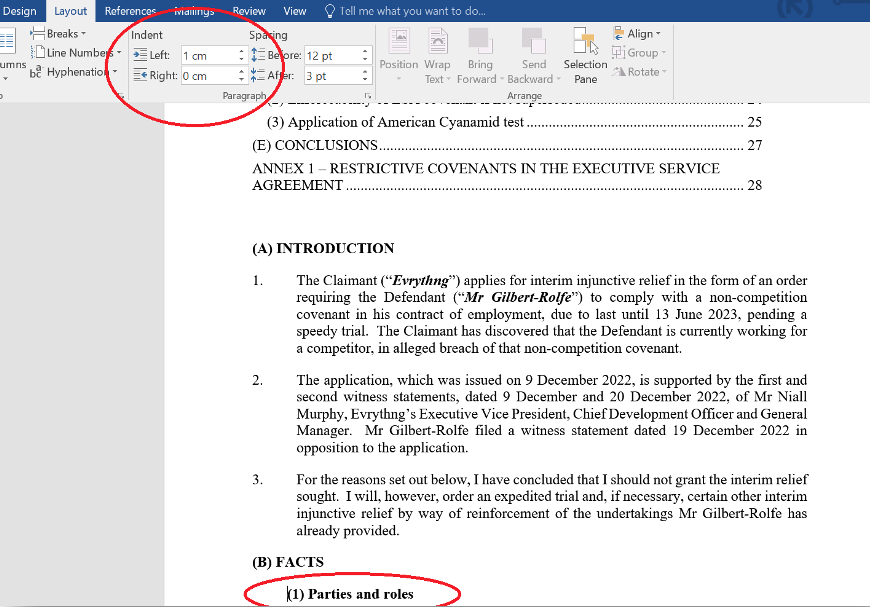 Design Layout References Mailings Review View Tell me what you want to do...
Breaks Indent Spacing Align
Line Numbers Left: 1 cm Before: 12 pt Position Wrap Bring Send Selection Group
Hyphenation Right: 0 cm After: 3 pt Text Forward Backward Pane Rotate
Paragraph Arrange
(3) Application of American Cyanamid test 25
(E) CONCLUSIONS 27
ANNEX 1 – RESTRICTIVE COVENANTS IN THE EXECUTIVE SERVICE
AGREEMENT 28
(A) INTRODUCTION
1. The Claimant (“Evrythng”) applies for interim injunctive relief in the form of an order
requiring the Defendant (“Mr Gilbert-Rolfe”) to comply with a non-competition
covenant in his contract of employment, due to last until 13 June 2023, pending a
speedy trial. The Claimant has discovered that the Defendant is currently working for
a competitor, in alleged breach of that non-competition covenant.
2. The application, which was issued on 9 December 2022, is supported by the first and
second witness statements, dated 9 December and 20 December 2022, of Mr Niall
Murphy, Evrythng’s Executive Vice President, Chief Development Officer and General
Manager. Mr Gilbert-Rolfe filed a witness statement dated 19 December 2022 in
opposition to the application.
3. For the reasons set out below, I have concluded that I should not grant the interim relief
sought. I will, however, order an expedited trial and, if necessary, certain other interim
injunctive relief by way of reinforcement of the undertakings Mr Gilbert-Rolfe has
already provided.
(B) FACTS
(1) Parties and roles